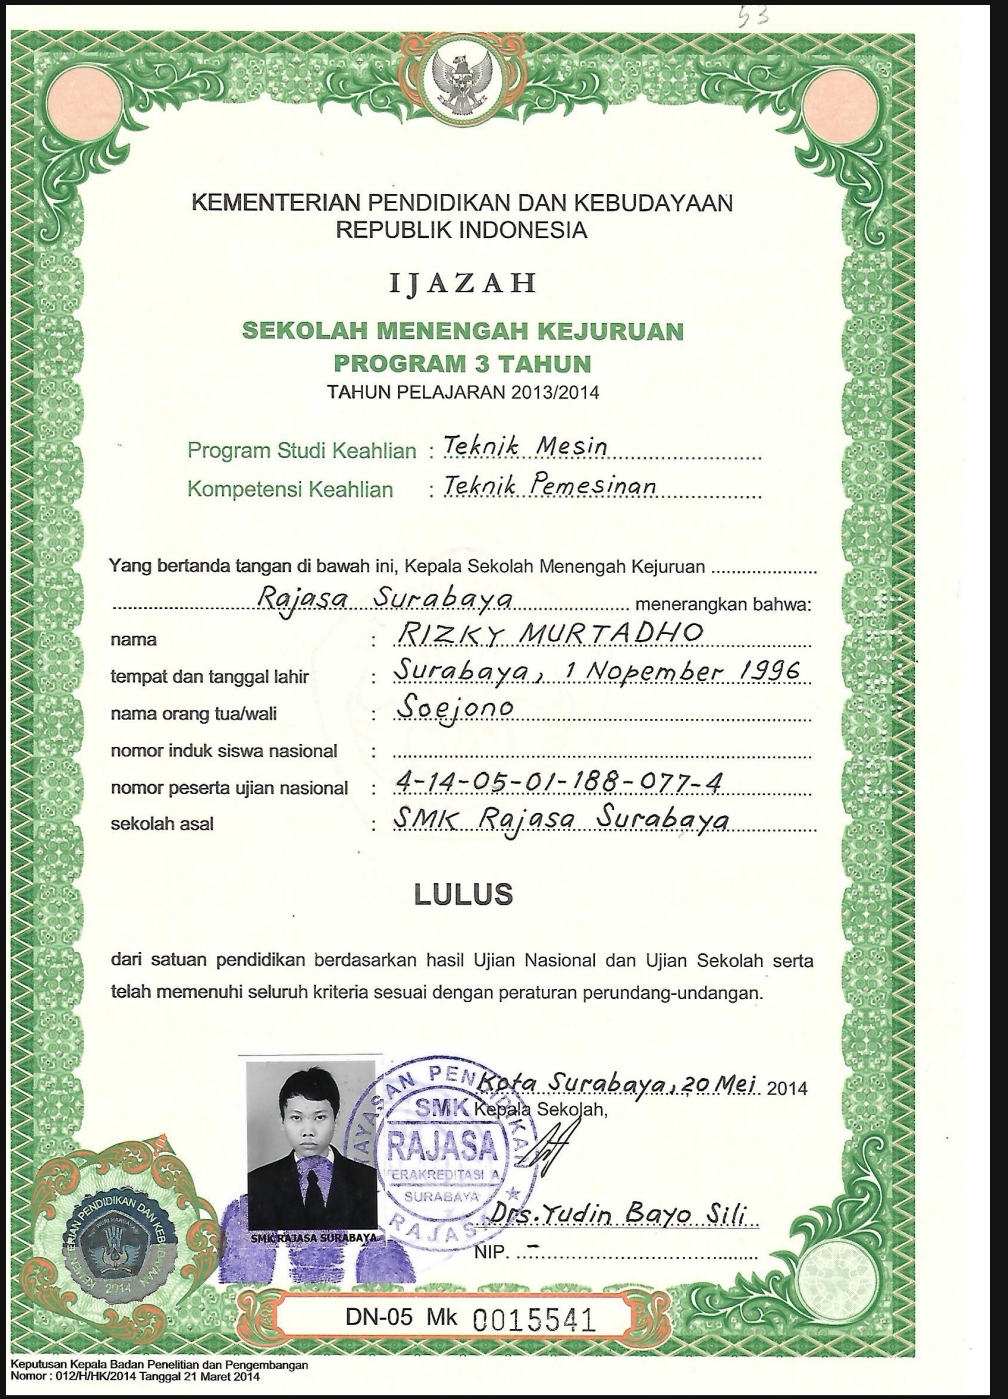 53
KEMENTERIAN PENDIDIKAN DAN KEBUDAYAAN
REPUBLIK INDONESIA
IJAZAH
SEKOLAH MENENGAH KEJURUAN
PROGRAM 3 TAHUN
TAHUN PELAJARAN 2013/2014
Program Studi Keahlian : Teknik Mesin
Kompetensi Keahlian : Teknik Pemesinan
Yang bertanda tangan di bawah ini, Kepala Sekolah Menengah Kejuruan
Rajasa Surabaya menerangkan bahwa:
nama : RIZKY MURTADHO
tempat dan tanggal lahir : Surabaya, 1 Nopember 1996
nama orang tua/wali : Soejono
nomor induk siswa nasional :
nomor peserta ujian nasional : 4-14-05-01-188-077-4
sekolah asal : SMK Rajasa Surabaya
LULUS
dari satuan pendidikan berdasarkan hasil Ujian Nasional dan Ujian Sekolah serta
telah memenuhi seluruh kriteria sesuai dengan peraturan perundang-undangan.
Kota Surabaya, 20 Mei 2014
Kepala Sekolah,
YAYASAN PENDIDIKAN
SMK
RAJASA
TERAKREDITASI A
SURABAYA
RAJASA
Drs. Yudin Bayo Sili
NIP. -
SMK RAJASA SURABAYA
KEMENTERIAN PENDIDIKAN DAN KEBUDAYAAN
2014
DN-05 Mk 0015541
Keputusan Kepala Badan Penelitian dan Pengembangan
Nomor : 012/H/HK/2014 Tanggal 21 Maret 2014